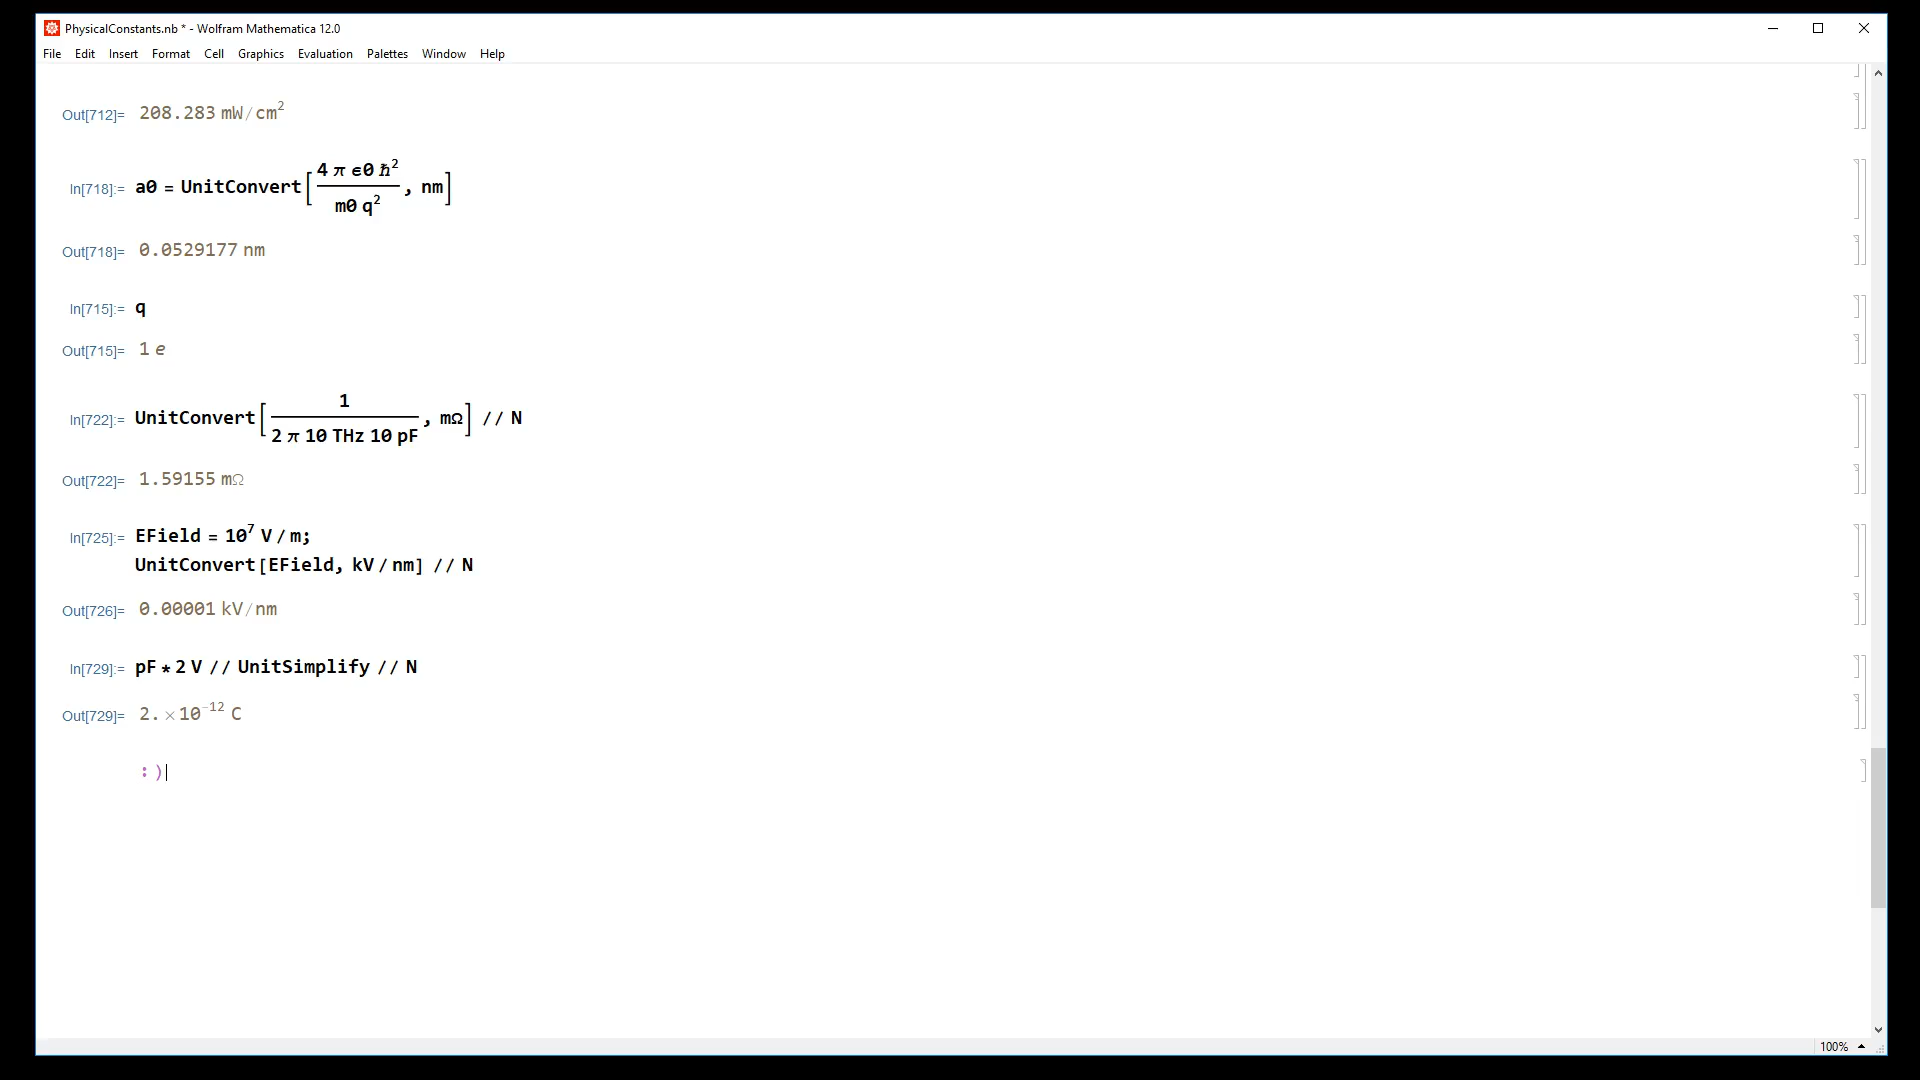 PhysicalConstants.nb * - Wolfram Mathematica 12.0
File Edit Insert Format Cell Graphics Evaluation Palettes Window Help
Out[712]= 208.283 mW/cm²
In[718]:= a0 = UnitConvert[(4 π ϵ0 ℏ²)/(m0 q²), nm]
Out[718]= 0.0529177 nm
In[715]:= q
Out[715]= 1 e
In[722]:= UnitConvert[1/(2 π 10 THz 10 pF), mΩ] // N
Out[722]= 1.59155 mΩ
In[725]:= EField = 10⁷ V/m;
UnitConvert[EField, kV/nm] // N
Out[726]= 0.00001 kV/nm
In[729]:= pF * 2 V // UnitSimplify // N
Out[729]= 2. × 10⁻¹² C
:)
100%